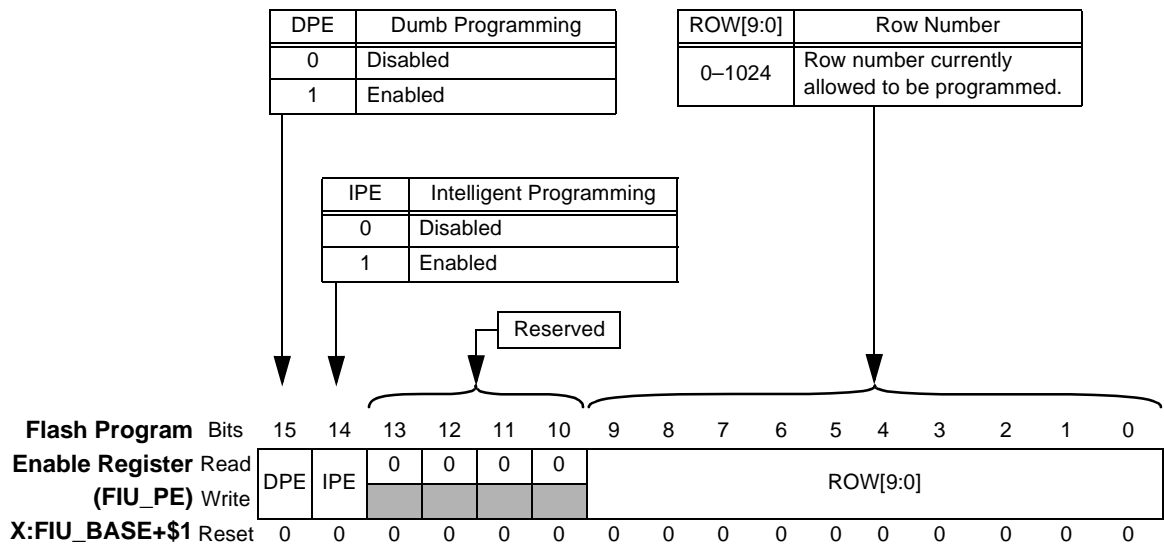 DPE Dumb Programming
0 Disabled
1 Enabled
ROW[9:0] Row Number
0–1024 Row number currently
allowed to be programmed.
IPE Intelligent Programming
0 Disabled
1 Enabled
Reserved
Flash Program Bits 15 14 13 12 11 10 9 8 7 6 5 4 3 2 1 0
Enable Register Read DPE IPE 0 0 0 0 ROW[9:0]
(FIU_PE) Write
X:FIU_BASE+$1 Reset 0 0 0 0 0 0 0 0 0 0 0 0 0 0 0 0